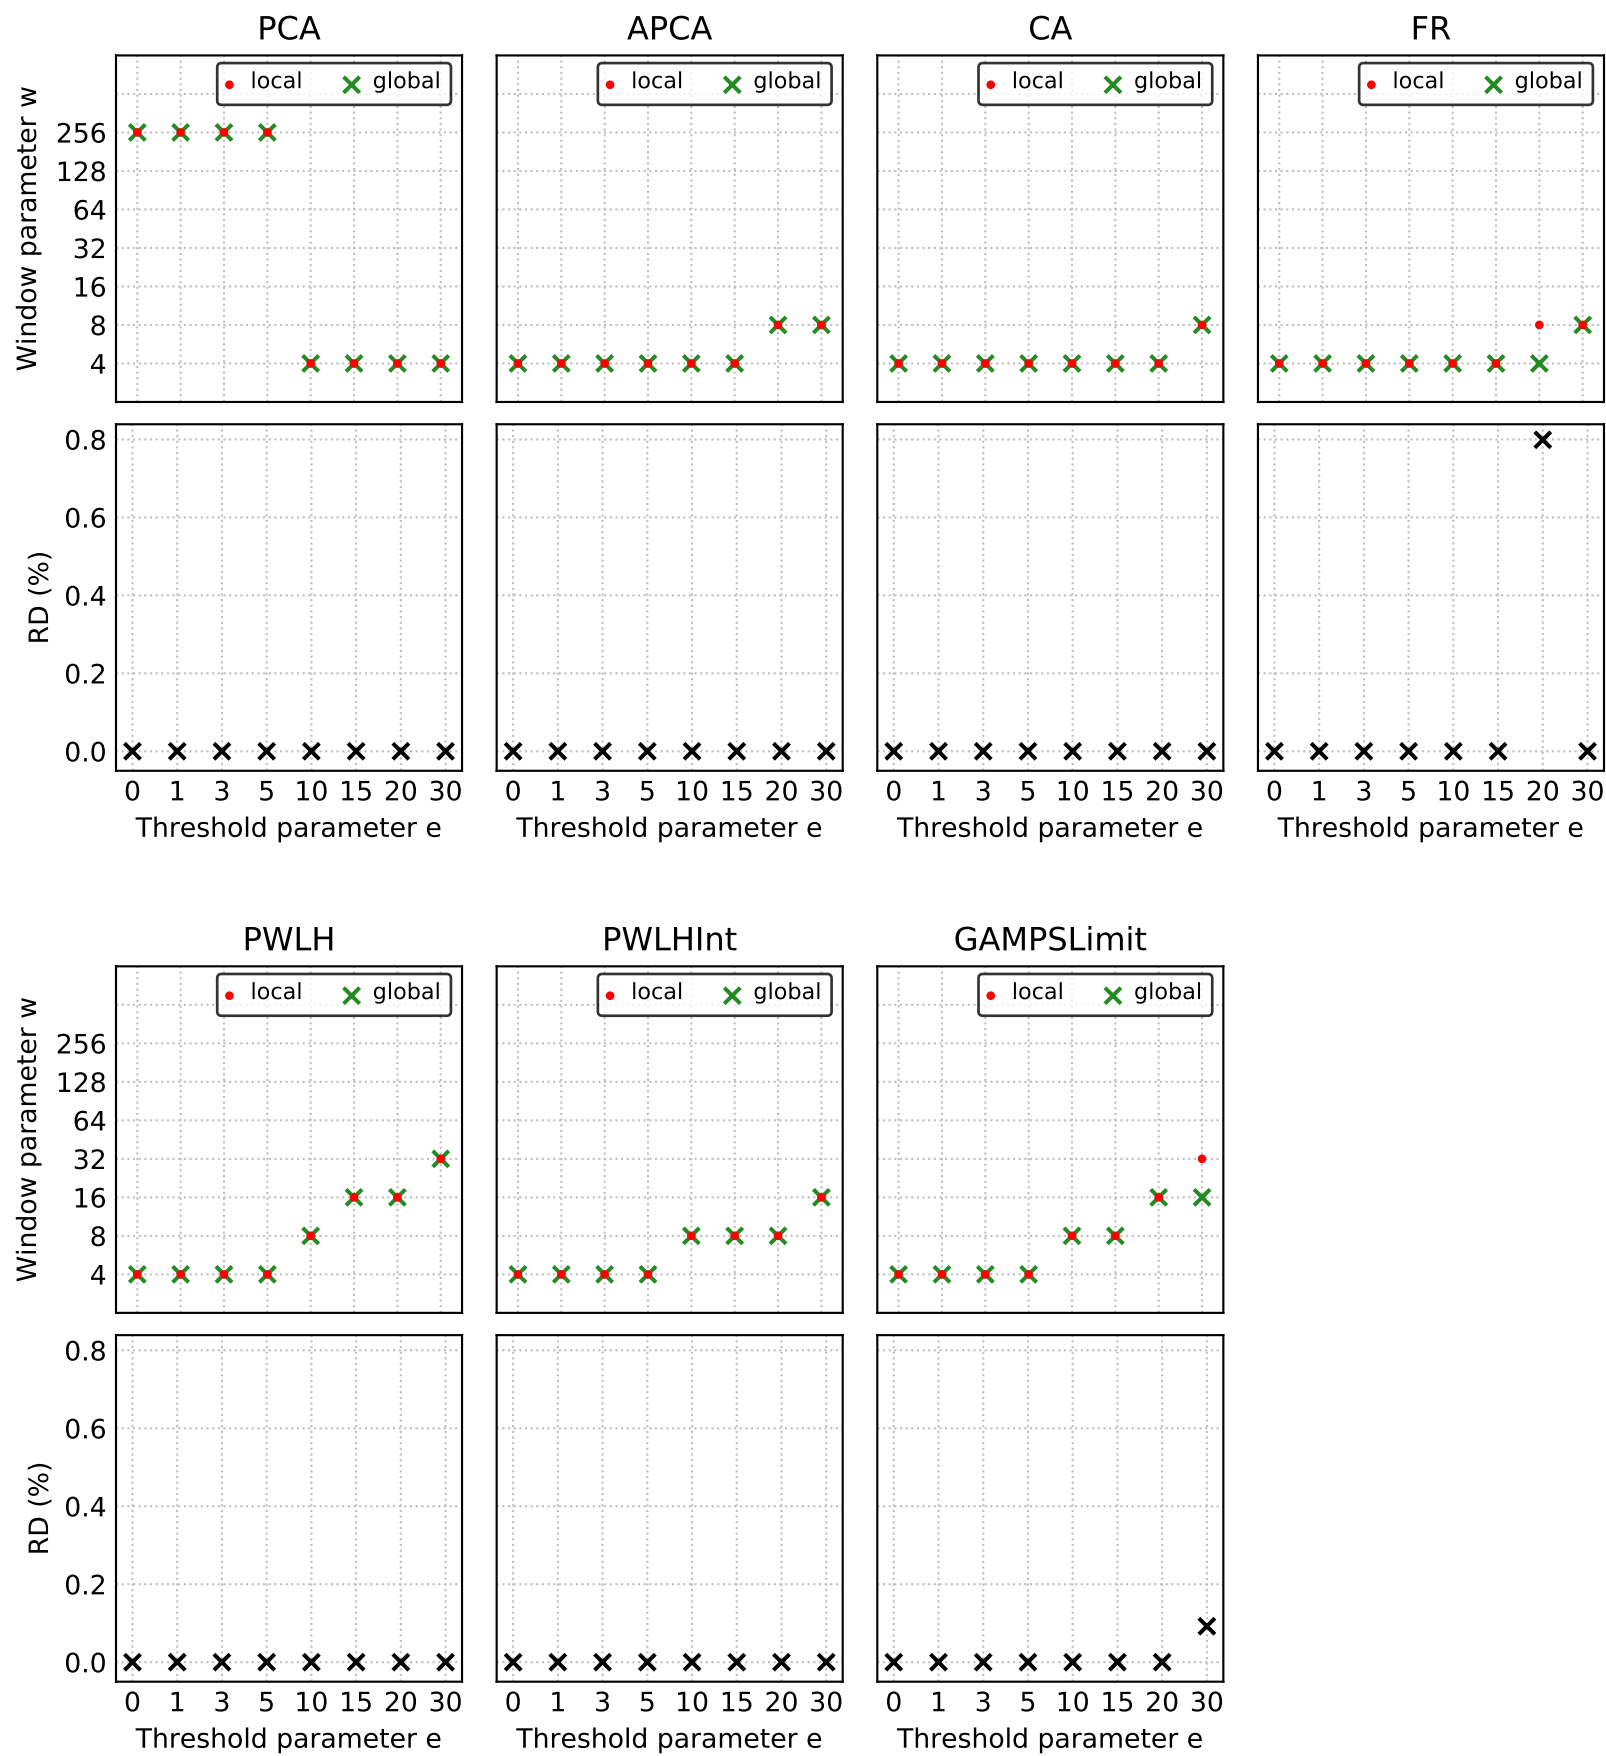 PCA APCA CA FR
local global local global local global local global
Window parameter w
256
128
64
32
16
8
4
RD (%)
0.8
0.6
0.4
0.2
0.0
0 1 3 5 10 15 20 30 0 1 3 5 10 15 20 30 0 1 3 5 10 15 20 30 0 1 3 5 10 15 20 30
Threshold parameter e Threshold parameter e Threshold parameter e Threshold parameter e
PWLH PWLHInt GAMPSLimit
local global local global local global
Window parameter w
256
128
64
32
16
8
4
RD (%)
0.8
0.6
0.4
0.2
0.0
0 1 3 5 10 15 20 30 0 1 3 5 10 15 20 30 0 1 3 5 10 15 20 30
Threshold parameter e Threshold parameter e Threshold parameter e